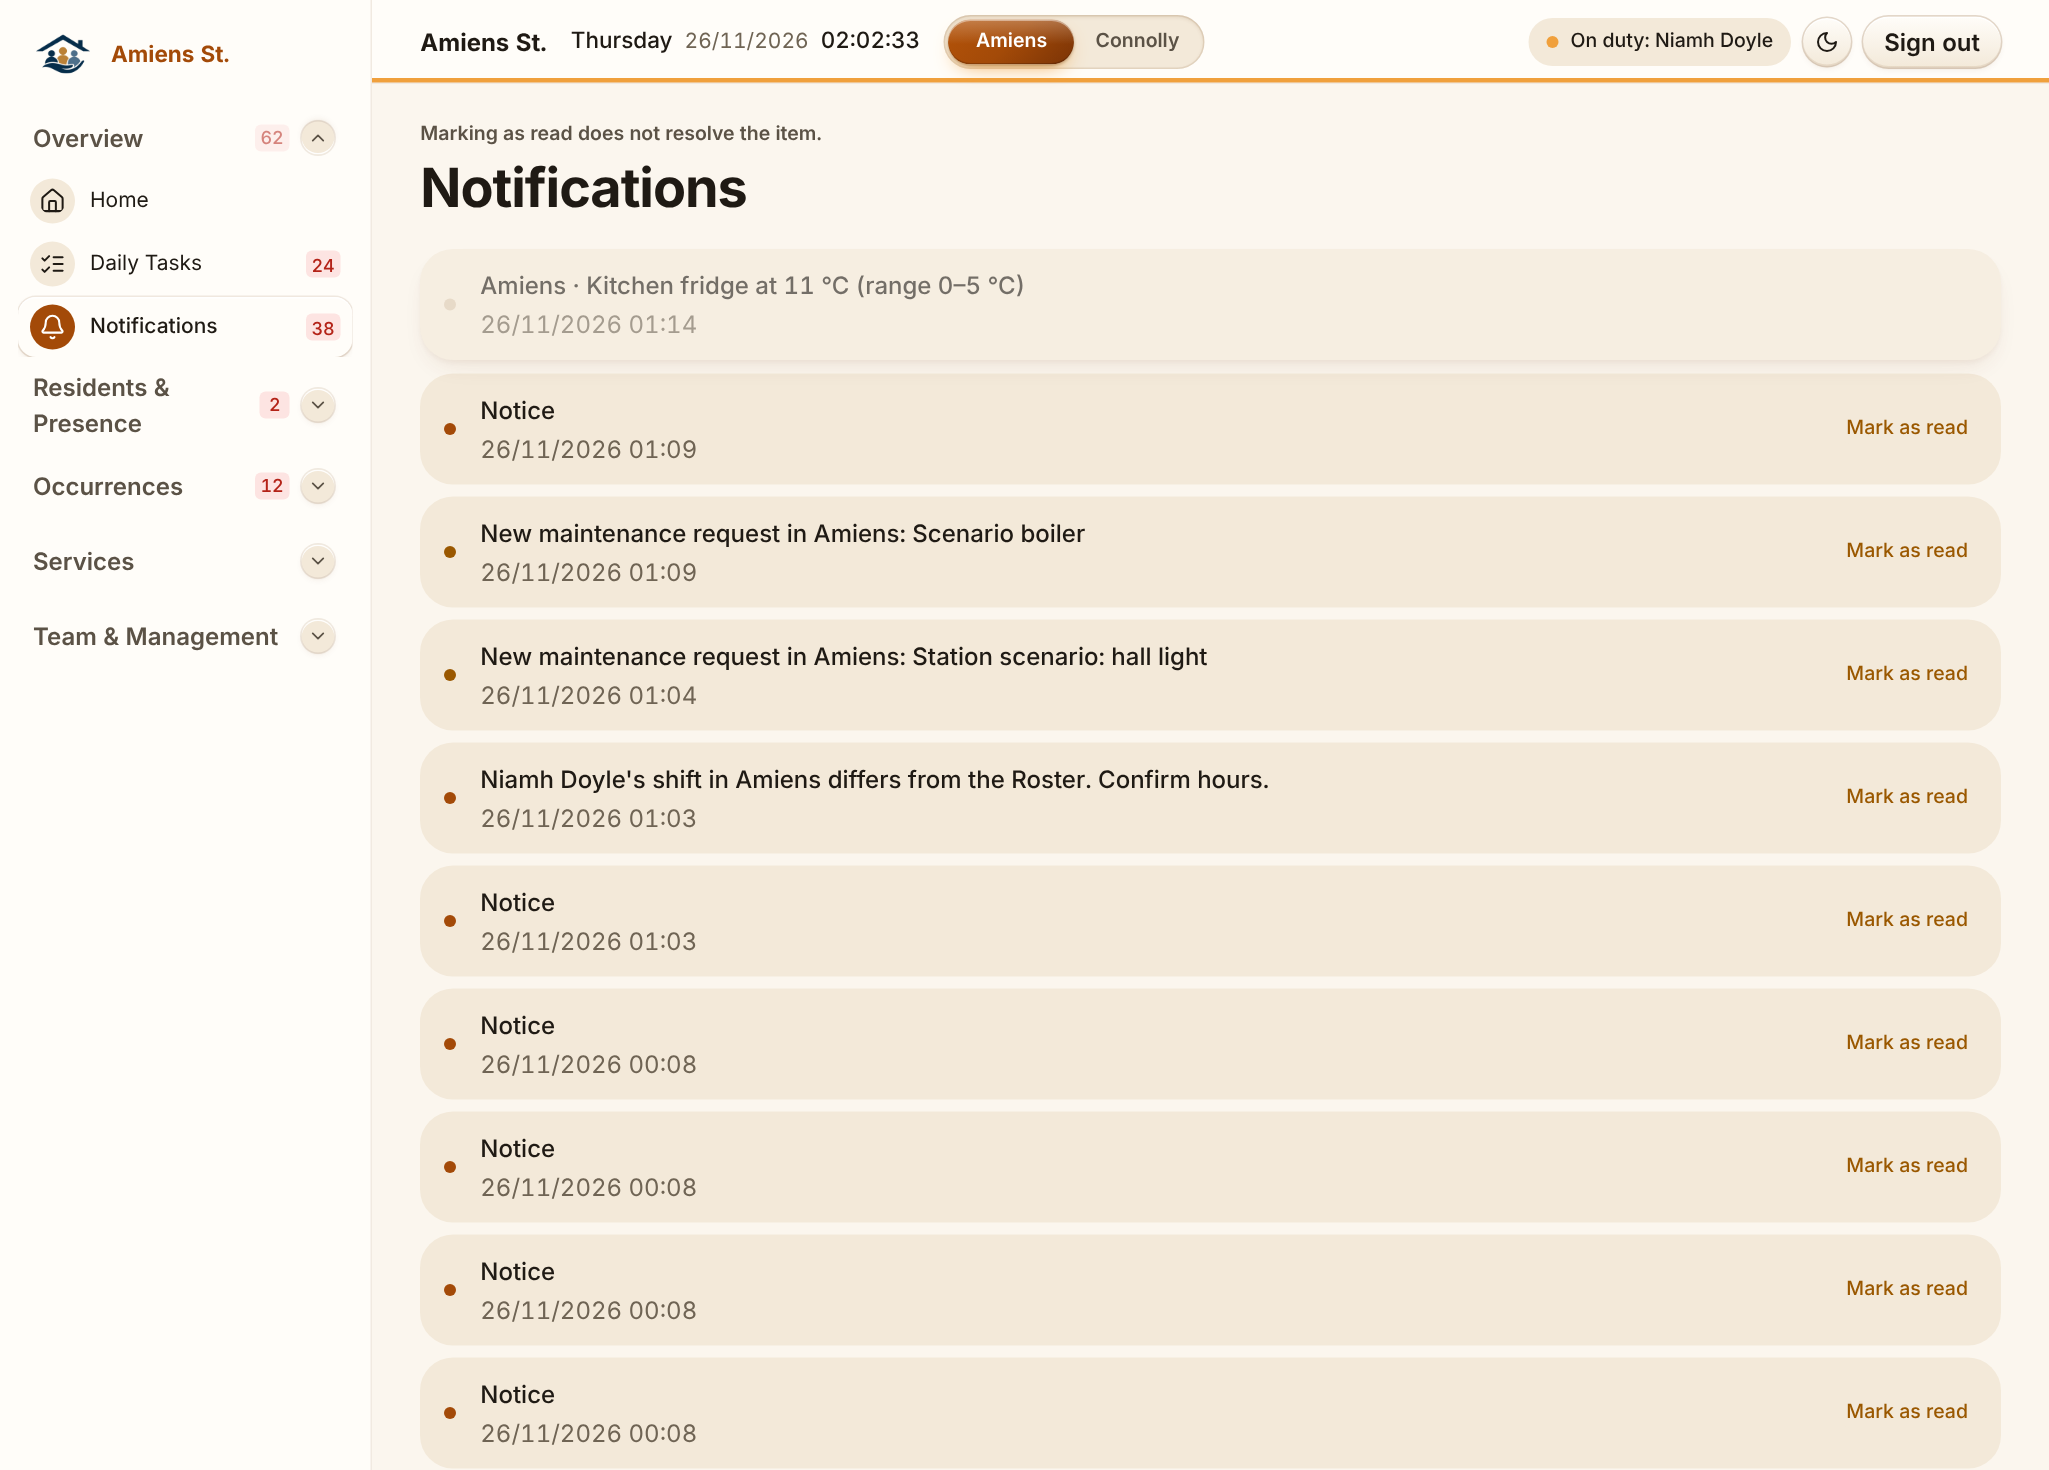 Amiens St.
Overview 62
Home
Daily Tasks 24
Notifications 38
Residents &
Presence 2
Occurrences 12
Services
Team & Management
Amiens St. Thursday 26/11/2026 02:02:33 Amiens Connolly On duty: Niamh Doyle Sign out
Marking as read does not resolve the item.
Notifications
Amiens · Kitchen fridge at 11 °C (range 0–5 °C)
26/11/2026 01:14
Notice
26/11/2026 01:09
Mark as read
New maintenance request in Amiens: Scenario boiler
26/11/2026 01:09
Mark as read
New maintenance request in Amiens: Station scenario: hall light
26/11/2026 01:04
Mark as read
Niamh Doyle's shift in Amiens differs from the Roster. Confirm hours.
26/11/2026 01:03
Mark as read
Notice
26/11/2026 01:03
Mark as read
Notice
26/11/2026 00:08
Mark as read
Notice
26/11/2026 00:08
Mark as read
Notice
26/11/2026 00:08
Mark as read
Notice
26/11/2026 00:08
Mark as read